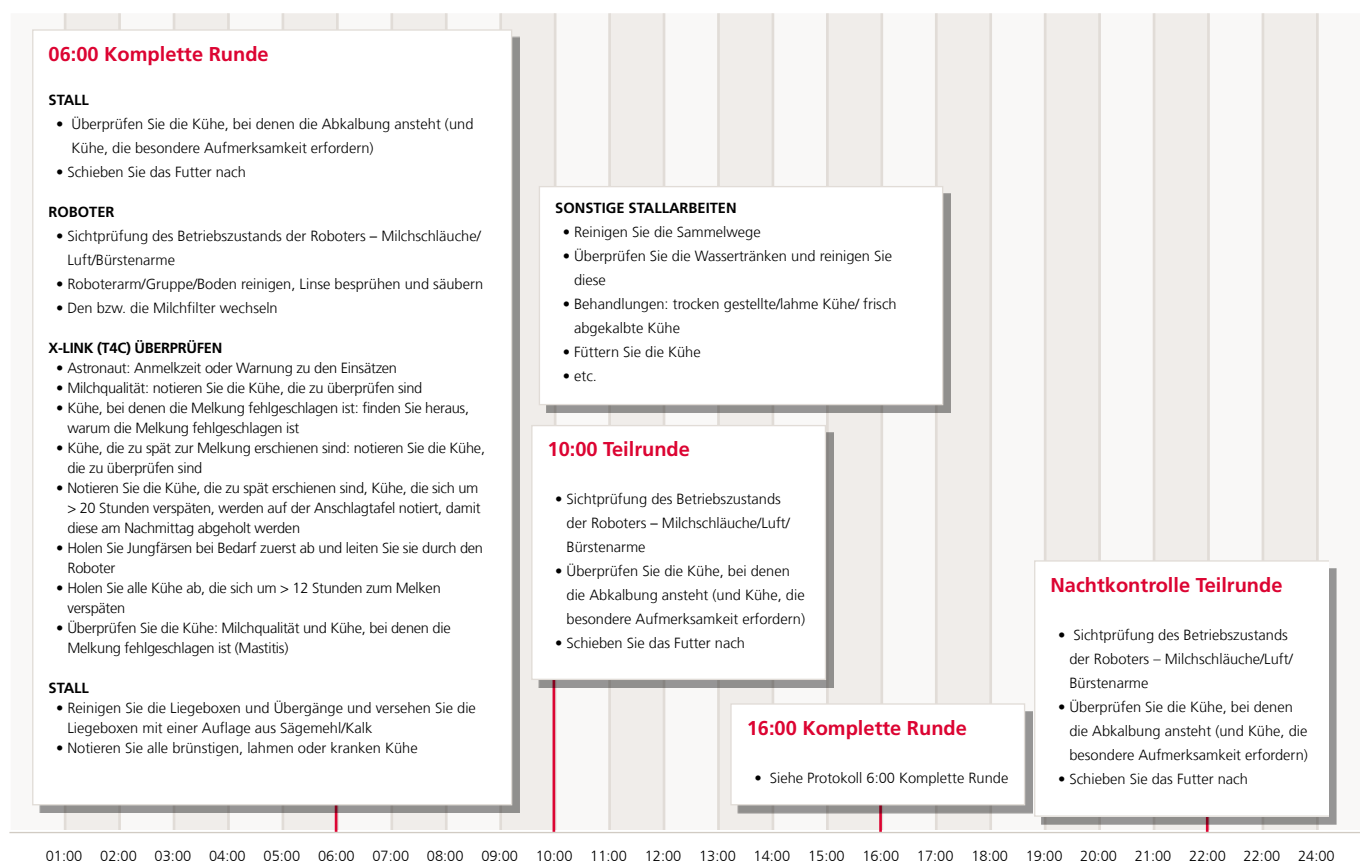 06:00 Komplette Runde
STALL
• Überprüfen Sie die Kühe, bei denen die Abkalbung ansteht (und
Kühe, die besondere Aufmerksamkeit erfordern)
• Schieben Sie das Futter nach
ROBOTER
• Sichtprüfung des Betriebszustands der Roboters – Milchschläuche/
Luft/Bürstenarme
• Roboterarm/Gruppe/Boden reinigen, Linse besprühen und säubern
• Den bzw. die Milchfilter wechseln
X-LINK (T4C) ÜBERPRÜFEN
• Astronaut: Anmelkzeit oder Warnung zu den Einsätzen
• Milchqualität: notieren Sie die Kühe, die zu überprüfen sind
• Kühe, bei denen die Melkung fehlgeschlagen ist: finden Sie heraus,
warum die Melkung fehlgeschlagen ist
• Kühe, die zu spät zur Melkung erschienen sind: notieren Sie die Kühe,
die zu überprüfen sind
• Notieren Sie die Kühe, die zu spät erschienen sind, Kühe, die sich um
> 20 Stunden verspäten, werden auf der Anschlagtafel notiert, damit
diese am Nachmittag abgeholt werden
• Holen Sie Jungfärsen bei Bedarf zuerst ab und leiten Sie sie durch den
Roboter
• Holen Sie alle Kühe ab, die sich um > 12 Stunden zum Melken
verspäten
• Überprüfen Sie die Kühe: Milchqualität und Kühe, bei denen die
Melkung fehlgeschlagen ist (Mastitis)
STALL
• Reinigen Sie die Liegeboxen und Übergänge und versehen Sie die
Liegeboxen mit einer Auflage aus Sägemehl/Kalk
• Notieren Sie alle brünstigen, lahmen oder kranken Kühe
SONSTIGE STALLARBEITEN
• Reinigen Sie die Sammelwege
• Überprüfen Sie die Wassertränken und reinigen Sie
diese
• Behandlungen: trocken gestellte/lahme Kühe/ frisch
abgekalbte Kühe
• Füttern Sie die Kühe
• etc.
10:00 Teilrunde
• Sichtprüfung des Betriebszustands
der Roboters – Milchschläuche/Luft/
Bürstenarme
• Überprüfen Sie die Kühe, bei denen
die Abkalbung ansteht (und Kühe, die
besondere Aufmerksamkeit erfordern)
• Schieben Sie das Futter nach
16:00 Komplette Runde
• Siehe Protokoll 6:00 Komplette Runde
Nachtkontrolle Teilrunde
• Sichtprüfung des Betriebszustands
der Roboters – Milchschläuche/Luft/
Bürstenarme
• Überprüfen Sie die Kühe, bei denen
die Abkalbung ansteht (und Kühe, die
besondere Aufmerksamkeit erfordern)
• Schieben Sie das Futter nach
01:00 02:00 03:00 04:00 05:00 06:00 07:00 08:00 09:00 10:00 11:00 12:00 13:00 14:00 15:00 16:00 17:00 18:00 19:00 20:00 21:00 22:00 22:00 24:00